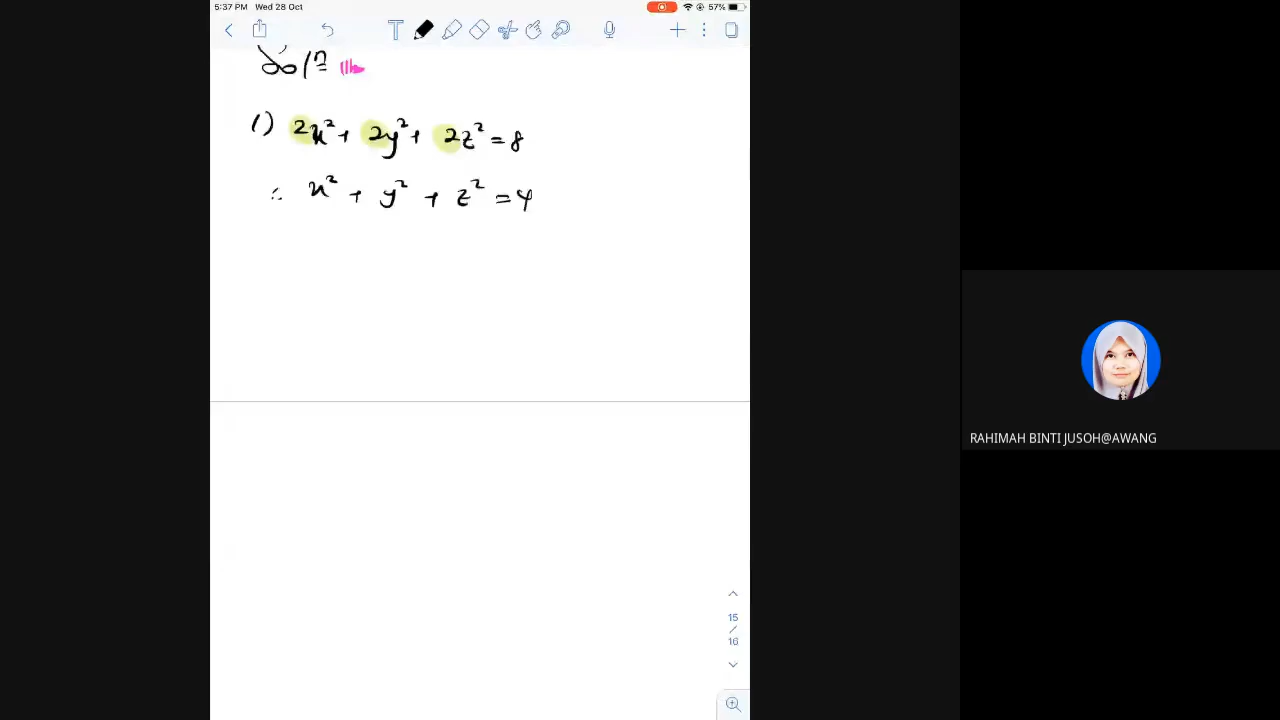 5:37 PM Wed 28 Oct
57%
T
Sol/n
1) 2x² + 2y² + 2z² = 8
∴ x² + y² + z² = 4
15
/
16
RAHIMAH BINTI JUSOH@AWANG